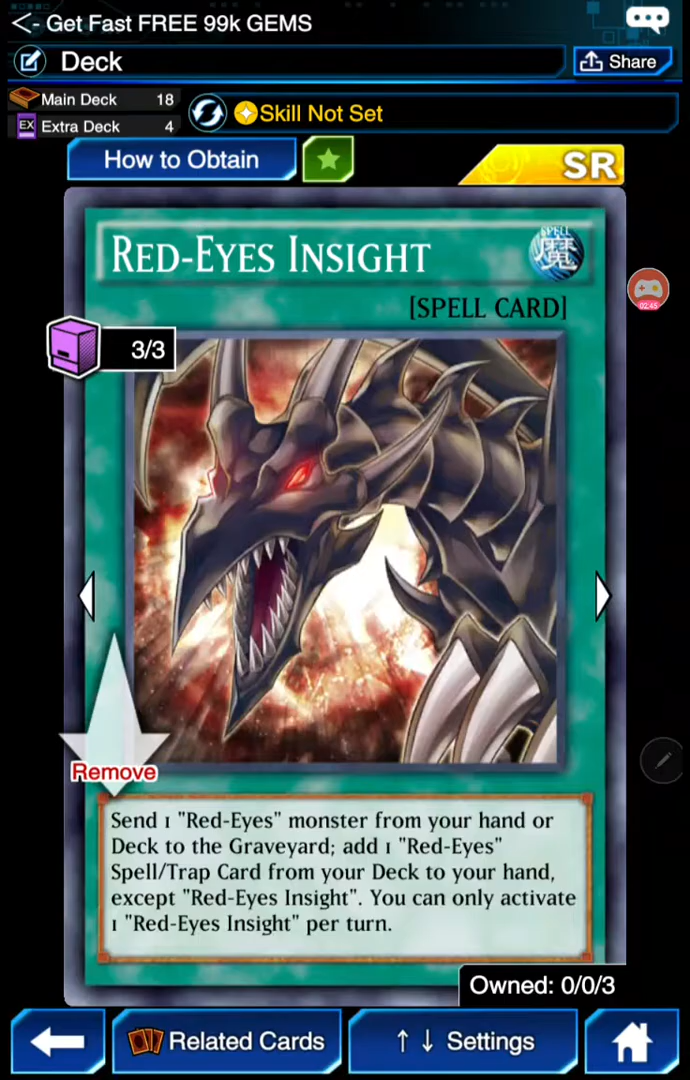 <- Get Fast FREE 99k GEMS
Deck
Share
Main Deck 18
EX Extra Deck 4
Skill Not Set
How to Obtain
SR
RED-EYES INSIGHT
SPELL
魔
[SPELL CARD]
02:45
3/3
Remove
Send 1 "Red-Eyes" monster from your hand or
Deck to the Graveyard; add 1 "Red-Eyes"
Spell/Trap Card from your Deck to your hand,
except "Red-Eyes Insight". You can only activate
1 "Red-Eyes Insight" per turn.
Owned: 0/0/3
Related Cards
↑↓ Settings